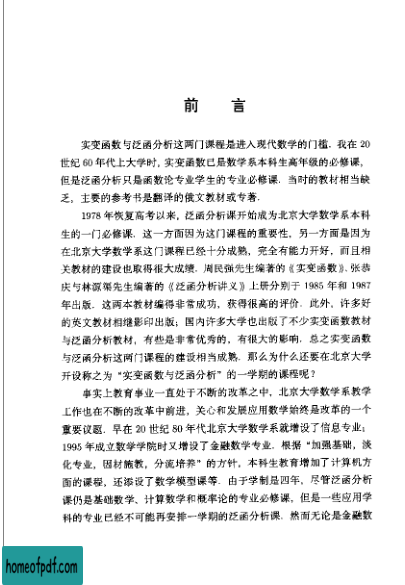 前 言
实变函数与泛函分析这两门课程是进入现代数学的门槛. 我在 20
世纪 60 年代上大学时, 实变函数已是数学系本科生高年级的必修课,
但是泛函分析只是函数论专业学生的专业必修课. 当时的教材相当缺
乏, 主要的参考书是翻译的俄文教材或专著.
1978 年恢复高考以来, 泛函分析课开始成为北京大学数学系本科
生的一门必修课. 这一方面因为这门课程的重要性, 另一方面是因为
在北京大学数学系这门课程已经十分成熟, 完全有能力开好, 而且相
关教材的建设也取得很大成绩. 周民强先生编著的《实变函数》、张恭
庆与林源渠先生编著的《泛函分析讲义》上册分别于 1985 年和 1987
年出版. 这两本教材编得非常成功, 获得很高的评价. 此外, 许多好
的英文教材相继影印出版; 国内许多大学也出版了不少实变函数教材
与泛函分析教材, 有些是非常优秀的, 有很大的影响. 总之实变函数
与泛函分析这两门课程的建设相当成熟. 那么为什么还要在北京大学
开设称之为“实变函数与泛函分析”的一学期的课程呢?
事实上教育事业一直处于不断的改革之中, 北京大学数学系教学
工作也在不断的改革中前进, 关心和发展应用数学始终是改革的一个
重要议题. 早在 20 世纪 80 年代北京大学数学系就增设了信息专业;
1995 年成立数学学院时又增设了金融数学专业. 根据“加强基础, 淡
化专业, 因材施教, 分流培养”的方针, 本科生教育增加了计算机方
面的课程, 还添设了数学模型课等. 由于学制是四年, 尽管泛函分析
课仍是基础数学、计算数学和概率论的专业必修课, 但是一些应用学
科的专业已经不可能再安排一学期的泛函分析课. 然而无论是金融数
homeofpdf.com